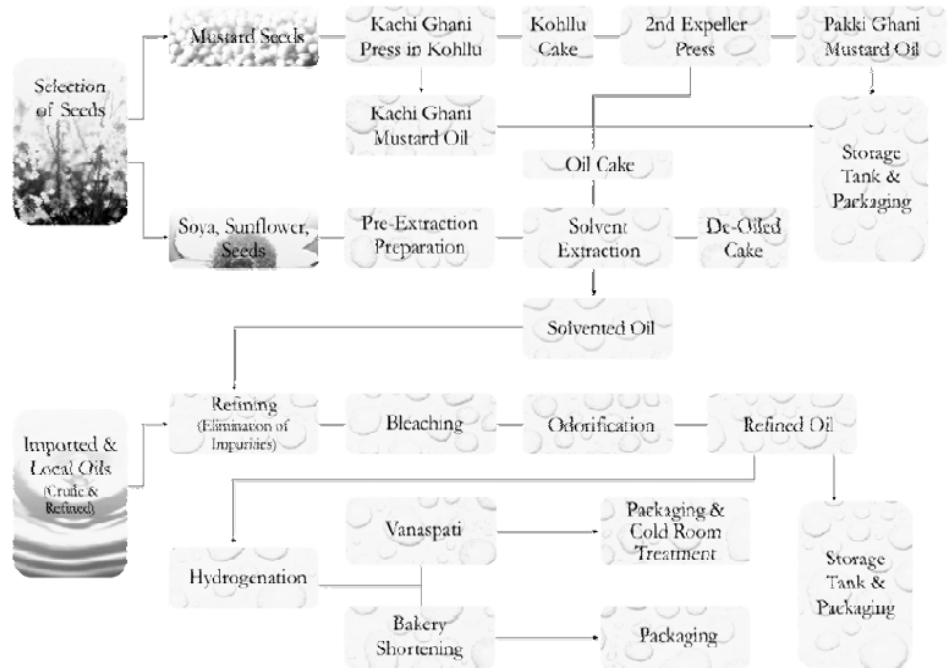 Mustard Seeds
Kachi Ghani
Press in Kohllu
Kohllu
Cake
2nd Expeller
Press
Pakki Ghani
Mustard Oil
Selection
of Seeds
Kachi Ghani
Mustard Oil
Oil Cake
Storage
Tank &
Packaging
Soya, Sunflower,
Seeds
Pre-Extraction
Preparation
Solvent
Extraction
De-Oiled
Cake
Solvented Oil
Imported &
Local Oils
(Crude &
Refined)
Refining
(Elimination of
Impurities)
Bleaching
Odorification
Refined Oil
Hydrogenation
Vanaspati
Packaging &
Cold Room
Treatment
Bakery
Shortening
Packaging
Storage
Tank &
Packaging